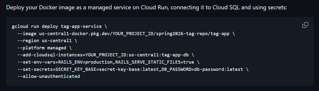 Deploy your Docker image as a managed service on Cloud Run, connecting it to Cloud SQL and using secrets:
gcloud run deploy tag-app-service \
--image us-central1-docker.pkg.dev/YOUR_PROJECT_ID/spring2026-tag-repo/tag-app \
--region us-central1 \
--platform managed \
--add-cloudsql-instances=YOUR_PROJECT_ID:us-central1:tag-app-db \
--set-env-vars=RAILS_ENV=production,RAILS_SERVE_STATIC_FILES=true \
--set-secrets=SECRET_KEY_BASE=secret-key-base:latest,DB_PASSWORD=db-password:latest \
--allow-unauthenticated